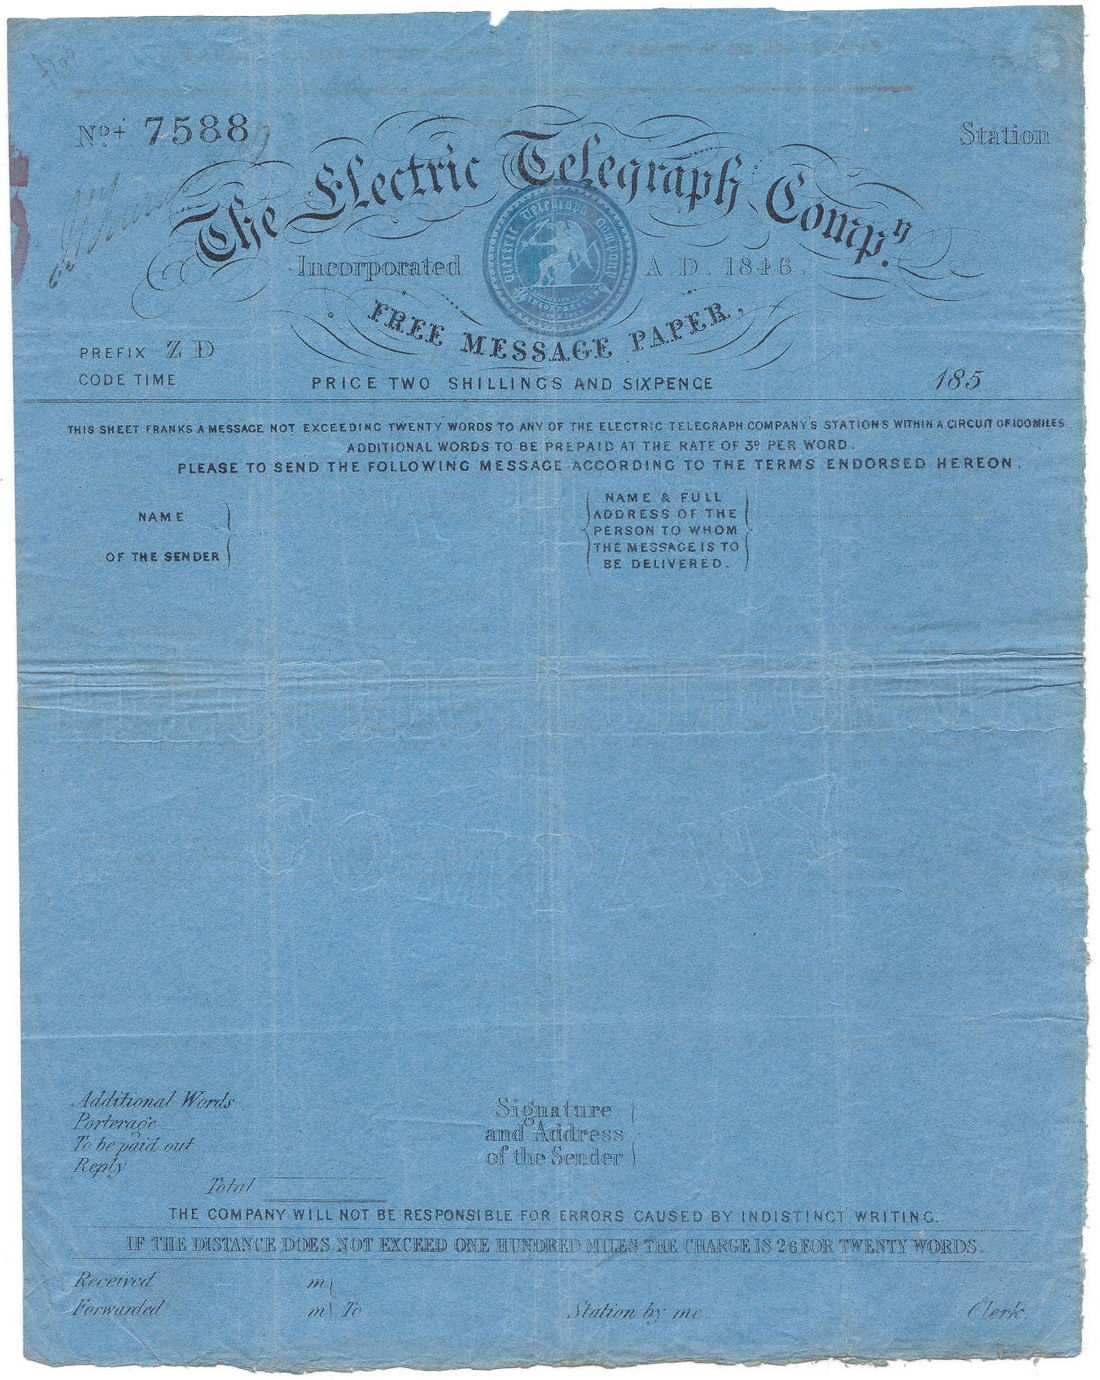 No. 7588
Station
The Electric Telegraph Compy.
Electric Telegraph Company
Incorporated A.D. 1846.
FREE MESSAGE PAPER,
PREFIX Z D
CODE TIME
PRICE TWO SHILLINGS AND SIXPENCE
185
THIS SHEET FRANKS A MESSAGE NOT EXCEEDING TWENTY WORDS TO ANY OF THE ELECTRIC TELEGRAPH COMPANY'S STATIONS WITHIN A CIRCUIT OF 100 MILES
ADDITIONAL WORDS TO BE PREPAID AT THE RATE OF 3D PER WORD.
PLEASE TO SEND THE FOLLOWING MESSAGE ACCORDING TO THE TERMS ENDORSED HEREON.
NAME
OF THE SENDER
NAME & FULL
ADDRESS OF THE
PERSON TO WHOM
THE MESSAGE IS TO
BE DELIVERED.
Additional Words
Porterage
To be paid out
Reply
Total
Signature
and Address
of the Sender
THE COMPANY WILL NOT BE RESPONSIBLE FOR ERRORS CAUSED BY INDISTINCT WRITING.
IF THE DISTANCE DOES NOT EXCEED ONE HUNDRED MILES THE CHARGE IS 2/6 FOR TWENTY WORDS.
Received m
Forwarded m To Station by me Clerk.